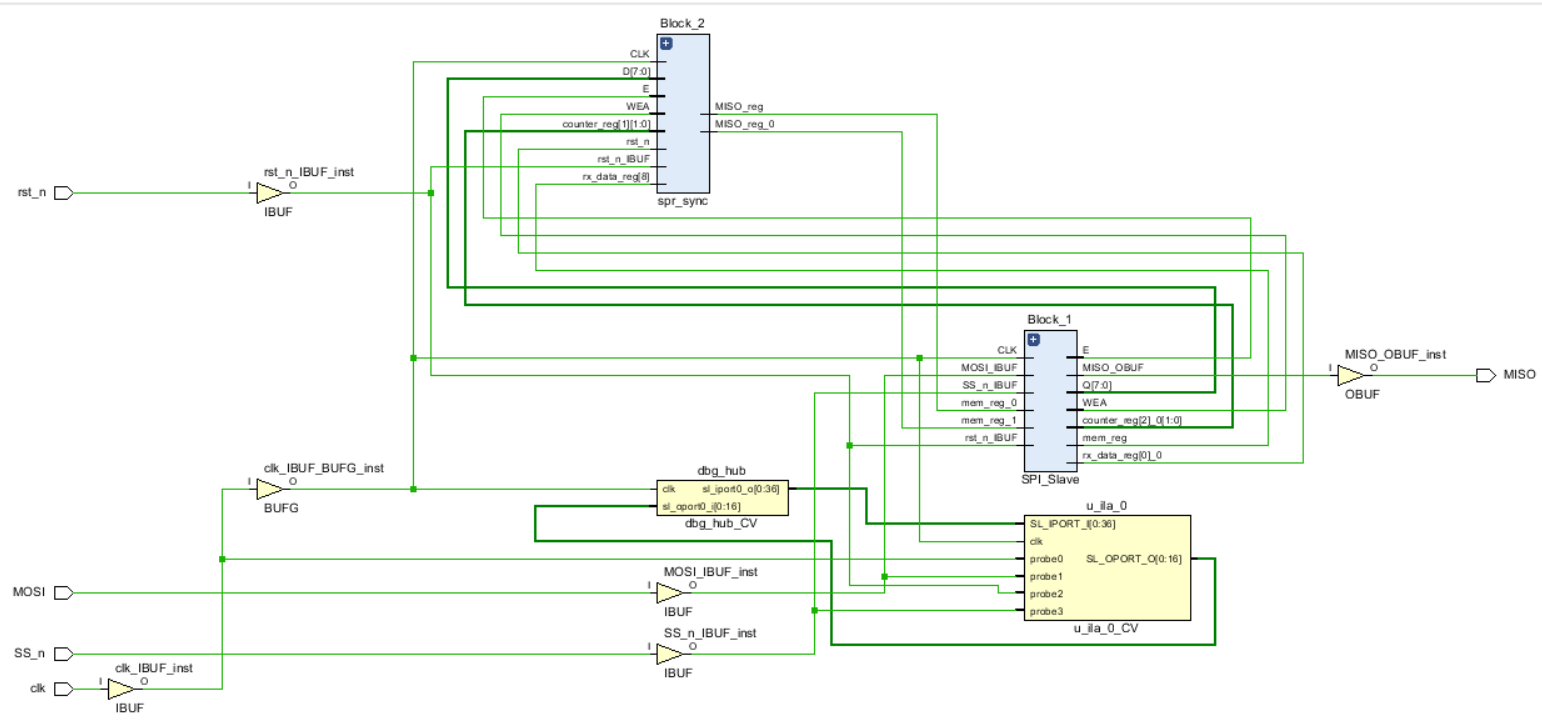 Block_2
CLK
D[7:0]
E
WEA
counter_reg[1][1:0]
rst_n
rst_n_IBUF
rx_data_reg[8]
MISO_reg
MISO_reg_0
spr_sync
rst_n
I
O
rst_n_IBUF_inst
IBUF
Block_1
CLK
MOSI_IBUF
SS_n_IBUF
mem_reg_0
mem_reg_1
rst_n_IBUF
E
MISO_OBUF
Q[7:0]
WEA
counter_reg[2]_0[1:0]
mem_reg
rx_data_reg[0]_0
SPI_Slave
MISO_OBUF_inst
I
O
OBUF
MISO
clk_IBUF_BUFG_inst
I
O
BUFG
dbg_hub
clk
sl_iport0_o[0:36]
sl_oport0_i[0:16]
dbg_hub_CV
u_ila_0
SL_IPORT_I[0:36]
clk
probe0
SL_OPORT_O[0:16]
probe1
probe2
probe3
u_ila_0_CV
MOSI
MOSI_IBUF_inst
I
O
IBUF
SS_n
SS_n_IBUF_inst
I
O
IBUF
clk
clk_IBUF_inst
I
O
IBUF